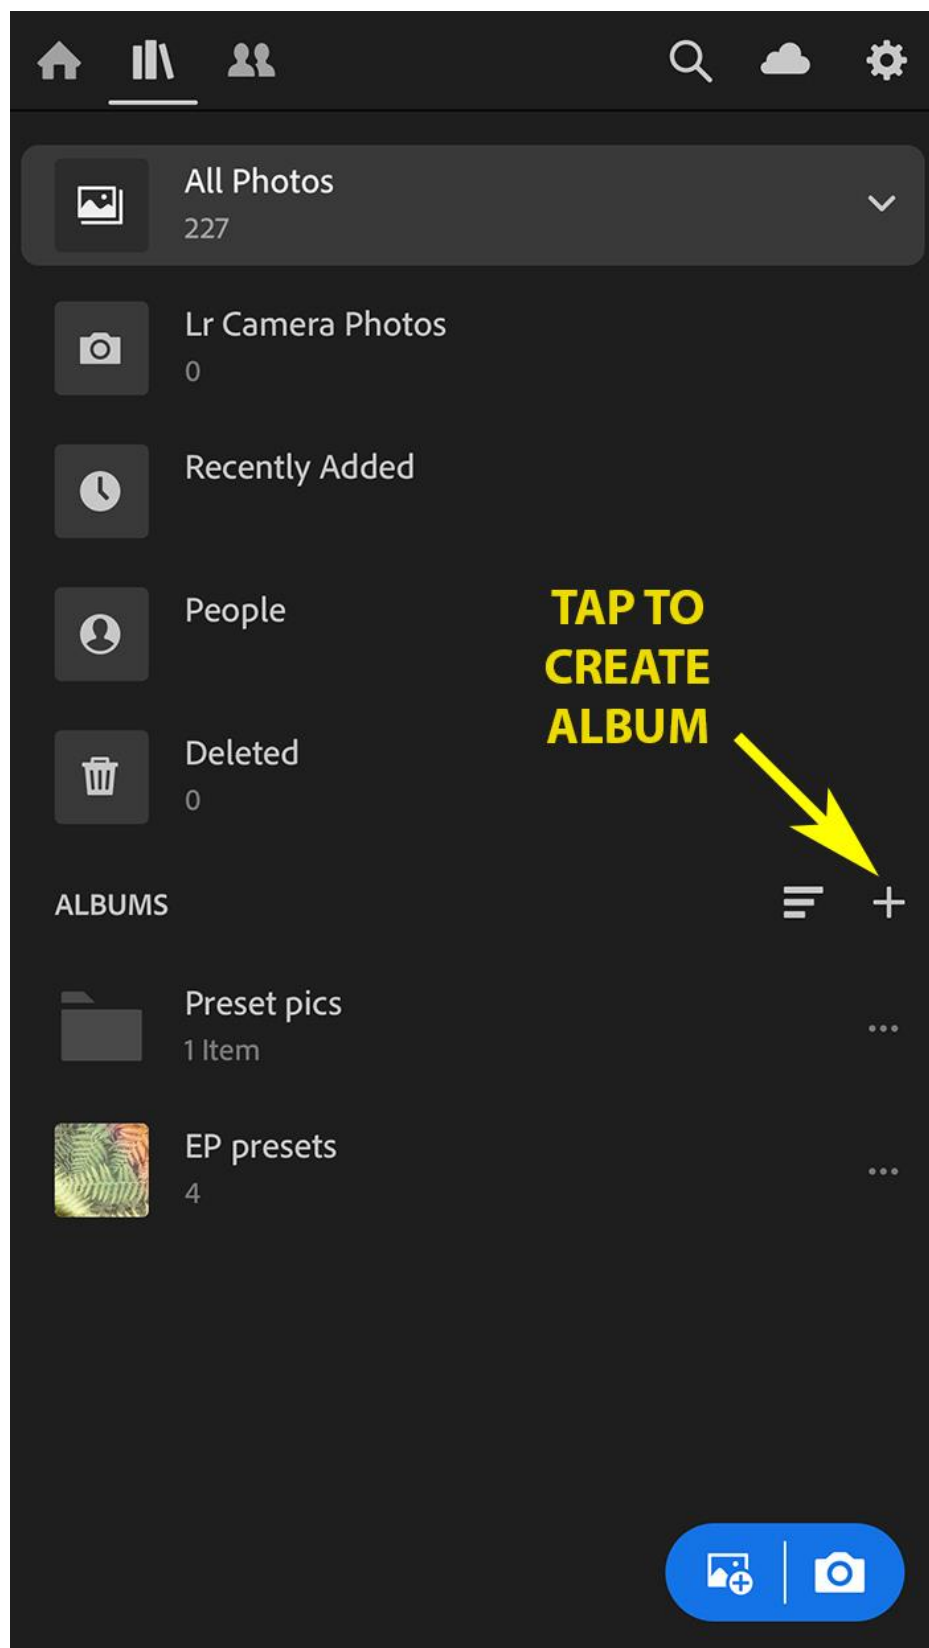 All Photos
227
Lr Camera Photos
0
Recently Added
People
TAP TO
CREATE
ALBUM
Deleted
0
ALBUMS
Preset pics
1 Item
EP presets
4